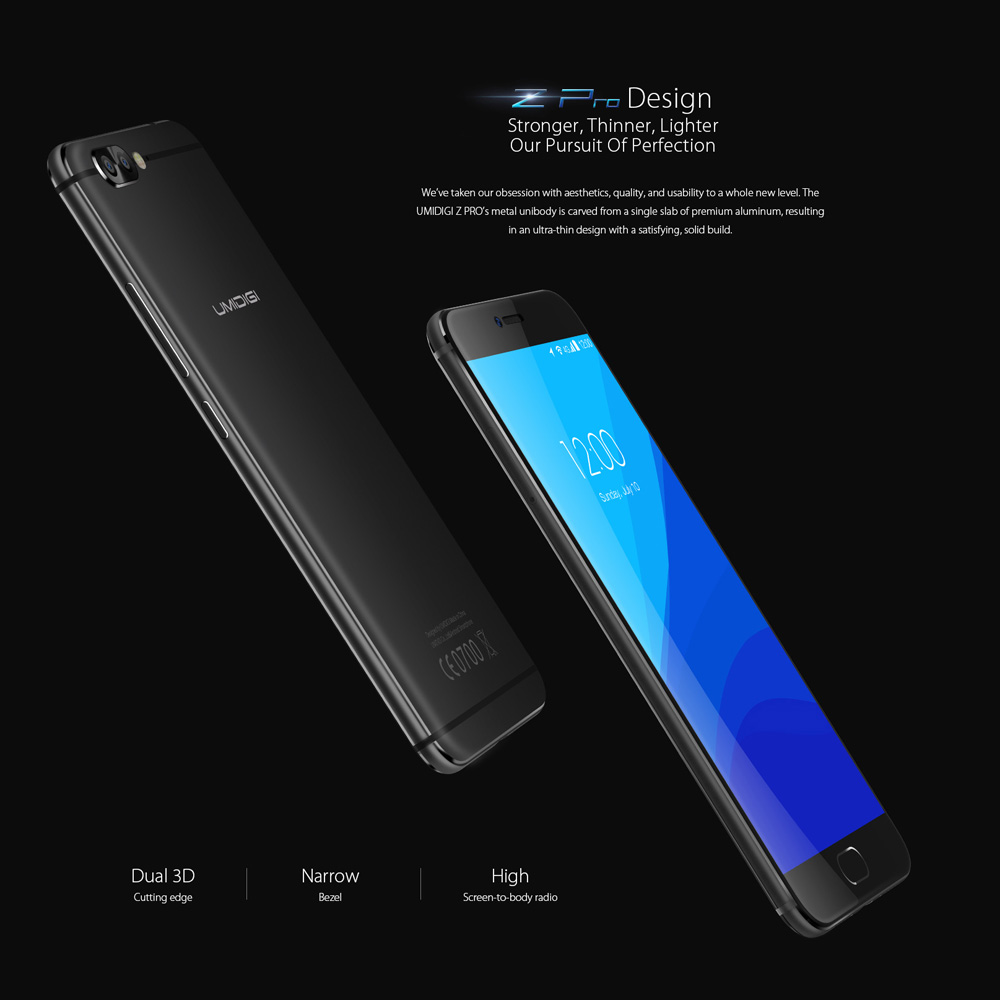 Z Pro Design
Stronger, Thinner, Lighter
Our Pursuit Of Perfection
We've taken our obsession with aesthetics, quality, and usability to a whole new level. The
UMIDIGI Z PRO's metal unibody is carved from a single slab of premium aluminum, resulting
in an ultra-thin design with a satisfying, solid build.
UMIDIGI
4G 12:00
12:00
Sunday, July 10
CE0700
Dual 3D
Cutting edge
Narrow
Bezel
High
Screen-to-body radio